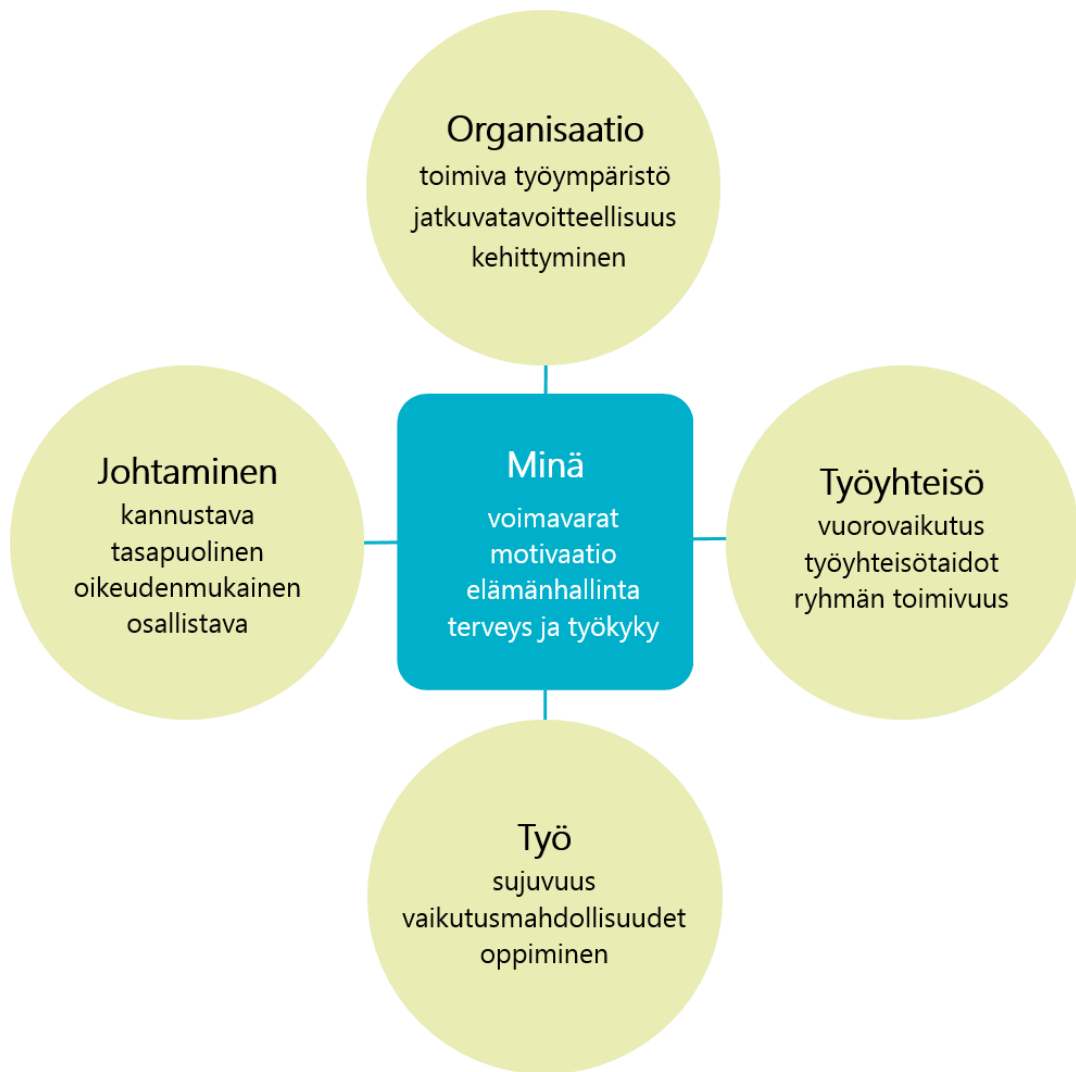 Organisaatio
toimiva työympäristö
jatkuvatavoitteellisuus
kehittyminen
Johtaminen
kannustava
tasapuolinen
oikeudenmukainen
osallistava
Minä
voimavarat
motivaatio
elämänhallinta
terveys ja työkyky
Työyhteisö
vuorovaikutus
työyhteisötaidot
ryhmän toimivuus
Työ
sujuvuus
vaikutusmahdollisuudet
oppiminen